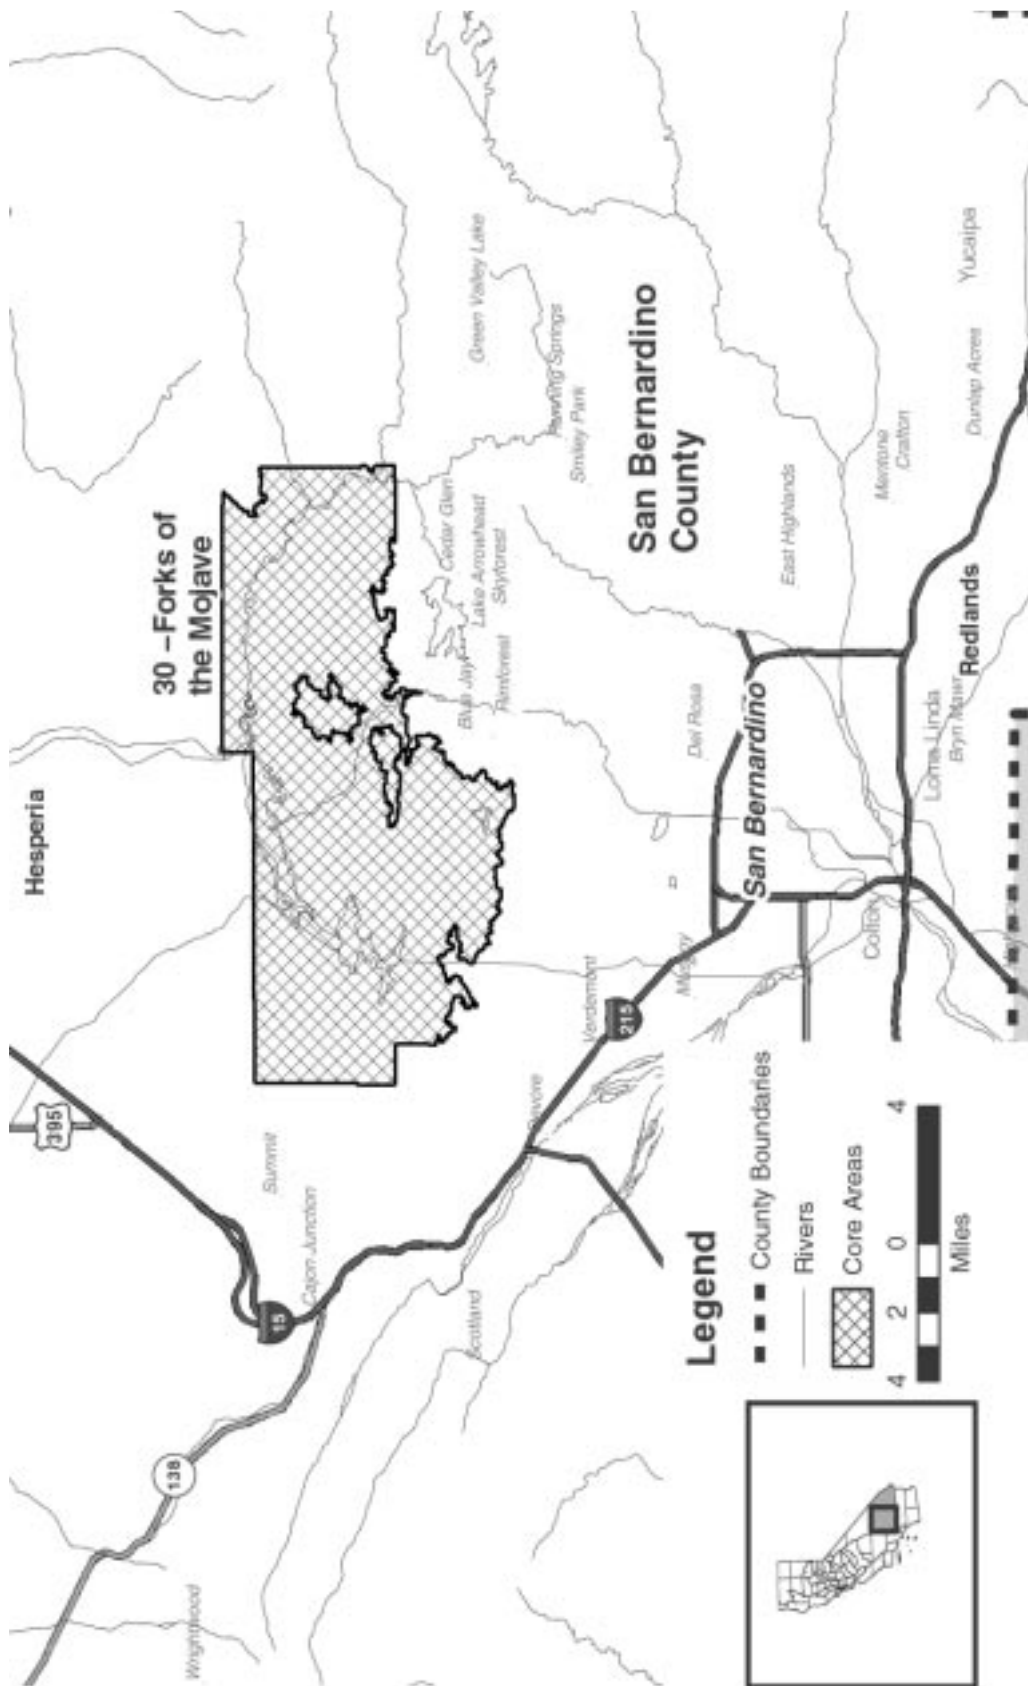 Hesperia
30 – Forks of
the Mojave
395
Summit
Cajon Junction
15
138
Wrightwood
Scotland
Devore
215
Verdemont
Muscoy
Green Valley Lake
Running Springs
Smiley Park
Cedar Glen
Lake Arrowhead
Skyforest
Blue Jay
Rimforest
San Bernardino
County
Del Rosa
San Bernardino
East Highlands
Mentone
Crafton
Dunlap Acres
Yucaipa
Redlands
Loma Linda
Bryn Mawr
Colton
Legend
County Boundaries
Rivers
Core Areas
4 2 0 4
Miles